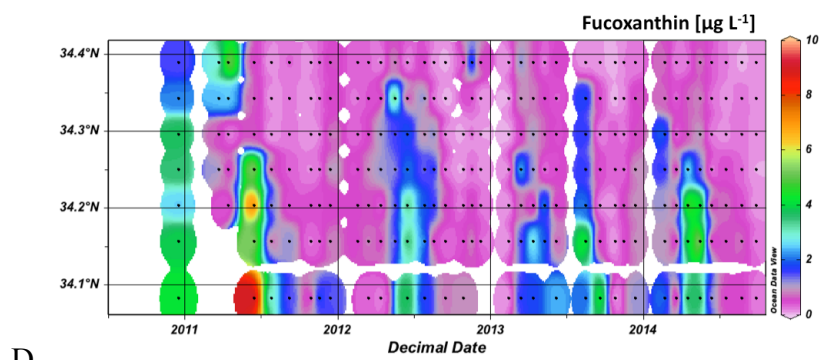 Fucoxanthin [µg L-1]
34.4°N
34.3°N
34.2°N
34.1°N
10
8
6
4
2
0
Ocean Data View
2011 2012 2013 2014
Decimal Date
D